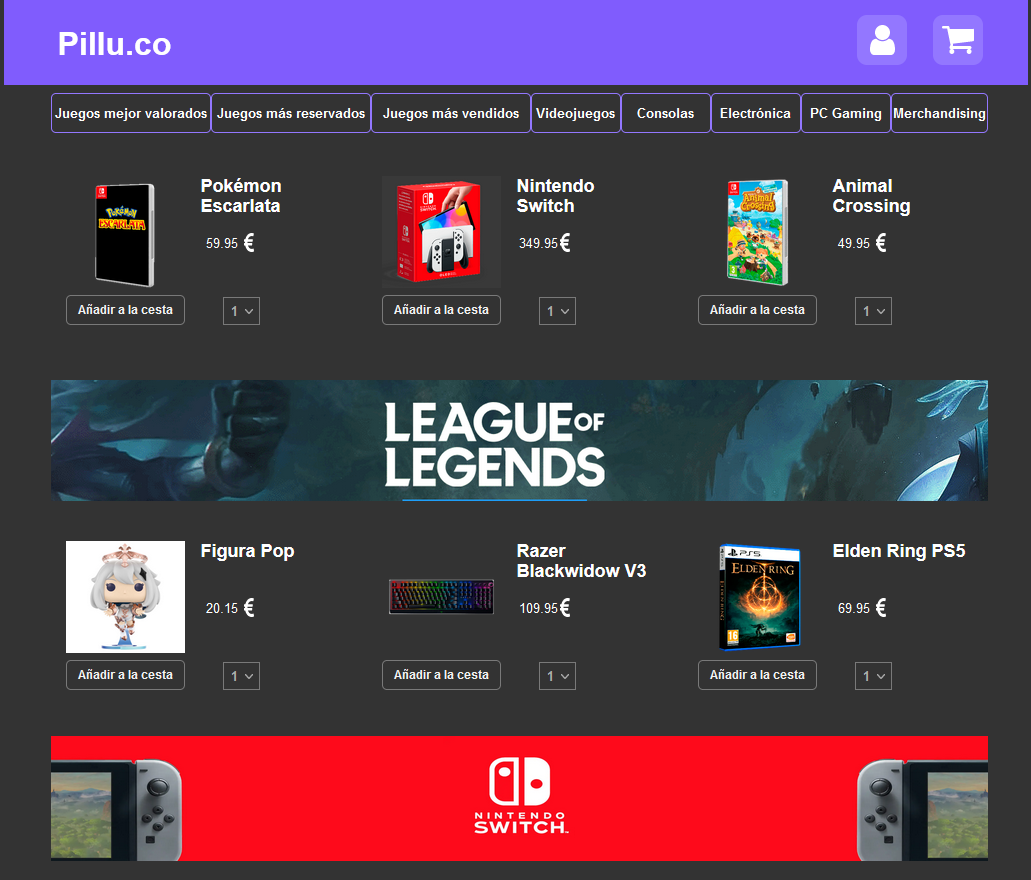 Pillu.co
Juegos mejor valorados
Juegos más reservados
Juegos más vendidos
Videojuegos
Consolas
Electrónica
PC Gaming
Merchandising
Pokémon
ESCARLATA
Pokémon
Escarlata
59.95 €
Añadir a la cesta
1
NINTENDO
SWITCH
Nintendo
Switch
349.95€
Añadir a la cesta
1
Animal
Crossing
Animal
Crossing
49.95 €
Añadir a la cesta
1
LEAGUE OF
LEGENDS
Figura Pop
20.15 €
Añadir a la cesta
1
Razer
Blackwidow V3
109.95€
Añadir a la cesta
1
PS5
ELDEN RING
ELDEN RING
16
Elden Ring PS5
69.95 €
Añadir a la cesta
1
NINTENDO
SWITCH™